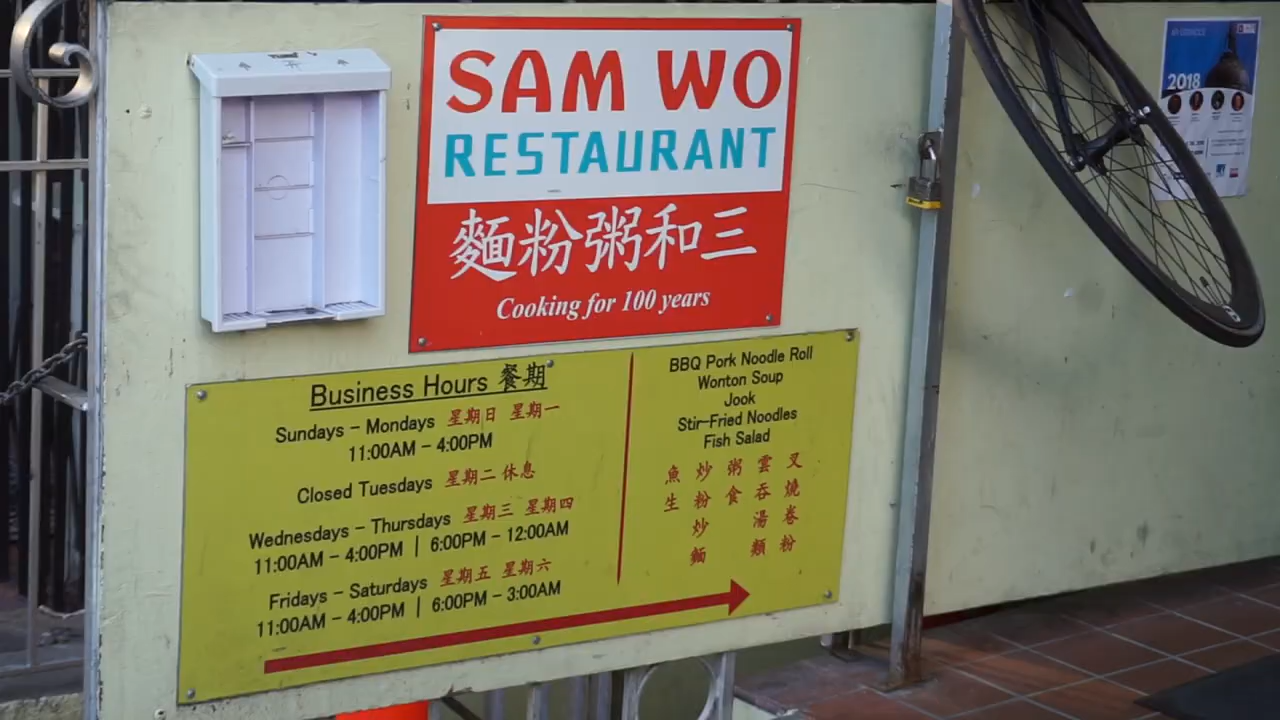 SAM WO
RESTAURANT
麵粉粥和三
Cooking for 100 years
Business Hours 餐期
Sundays – Mondays 星期日 星期一
11:00AM – 4:00PM
Closed Tuesdays 星期二 休息
Wednesdays – Thursdays 星期三 星期四
11:00AM – 4:00PM | 6:00PM – 12:00AM
Fridays – Saturdays 星期五 星期六
11:00AM – 4:00PM | 6:00PM – 3:00AM
BBQ Pork Noodle Roll
Wonton Soup
Jook
Stir-Fried Noodles
Fish Salad
叉燒卷粉
雲吞湯類
粥食
炒粉炒麵
魚生
2018